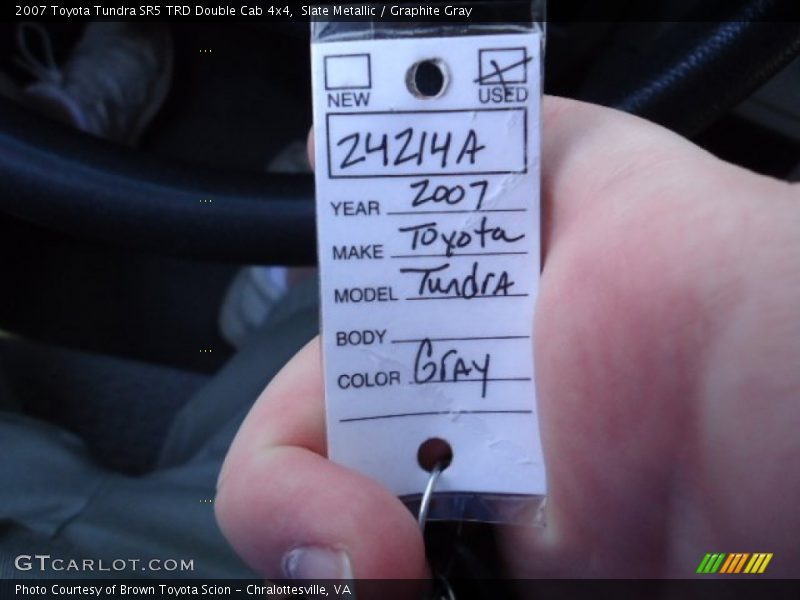 2007 Toyota Tundra SR5 TRD Double Cab 4x4, Slate Metallic / Graphite Gray
NEW USED
24214A
YEAR 2007
MAKE Toyota
MODEL TundrA
BODY
COLOR GrAy
GTCARLOT.COM
Photo Courtesy of Brown Toyota Scion - Chralottesville, VA